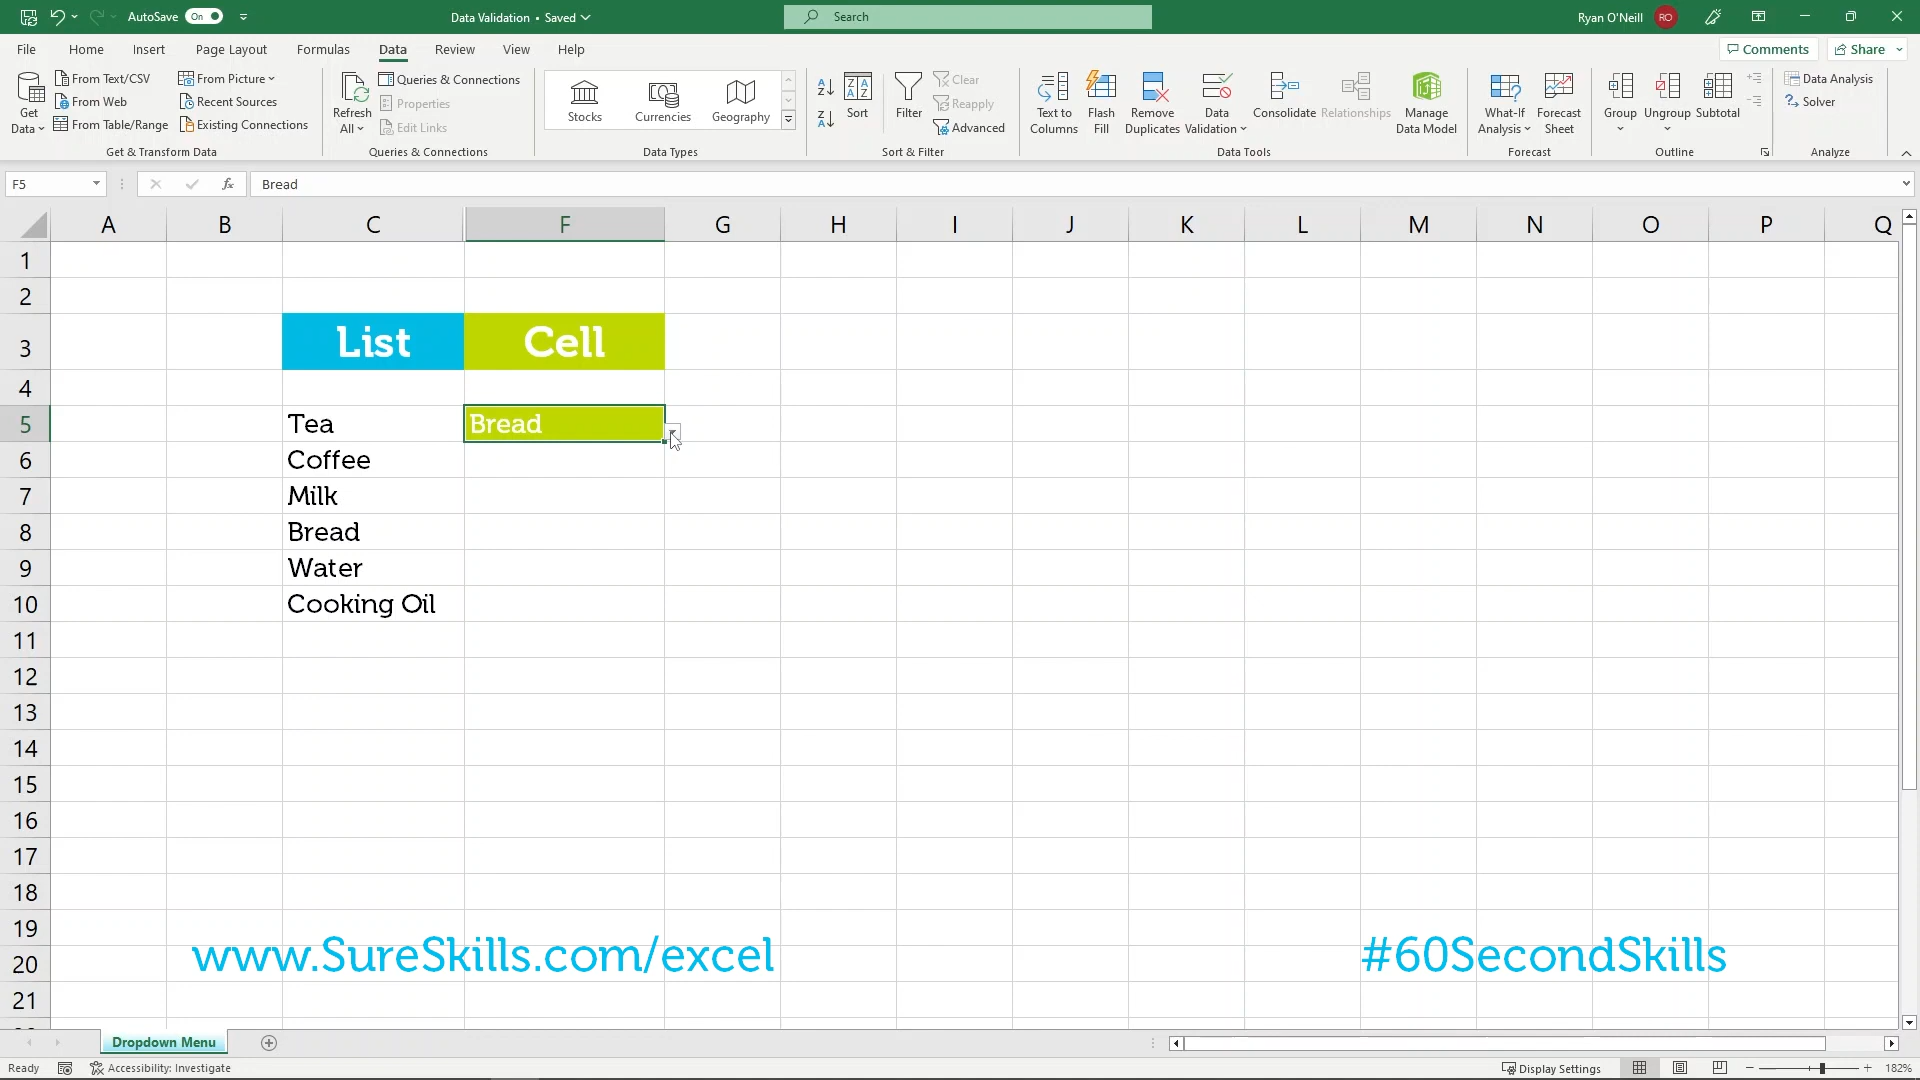 AutoSave On
Data Validation • Saved
Search
Ryan O'Neill RO
File Home Insert Page Layout Formulas Data Review View Help
Comments Share
Get Data
From Text/CSV
From Web
From Table/Range
From Picture
Recent Sources
Existing Connections
Get & Transform Data
Refresh All
Queries & Connections
Properties
Edit Links
Queries & Connections
Stocks Currencies Geography
Data Types
Sort
Filter
Clear
Reapply
Advanced
Sort & Filter
Text to Columns
Flash Fill
Remove Duplicates
Data Validation
Consolidate
Relationships
Manage Data Model
Data Tools
What-If Analysis
Forecast Sheet
Forecast
Group
Ungroup
Subtotal
Outline
Data Analysis
Solver
Analyze
F5 fx Bread
A B C F G H I J K L M N O P Q
1
2
3 List Cell
4
5 Tea Bread
6 Coffee
7 Milk
8 Bread
9 Water
10 Cooking Oil
11
12
13
14
15
16
17
18
19
20 www.SureSkills.com/excel #60SecondSkills
21
Dropdown Menu
Ready Accessibility: Investigate Display Settings 182%